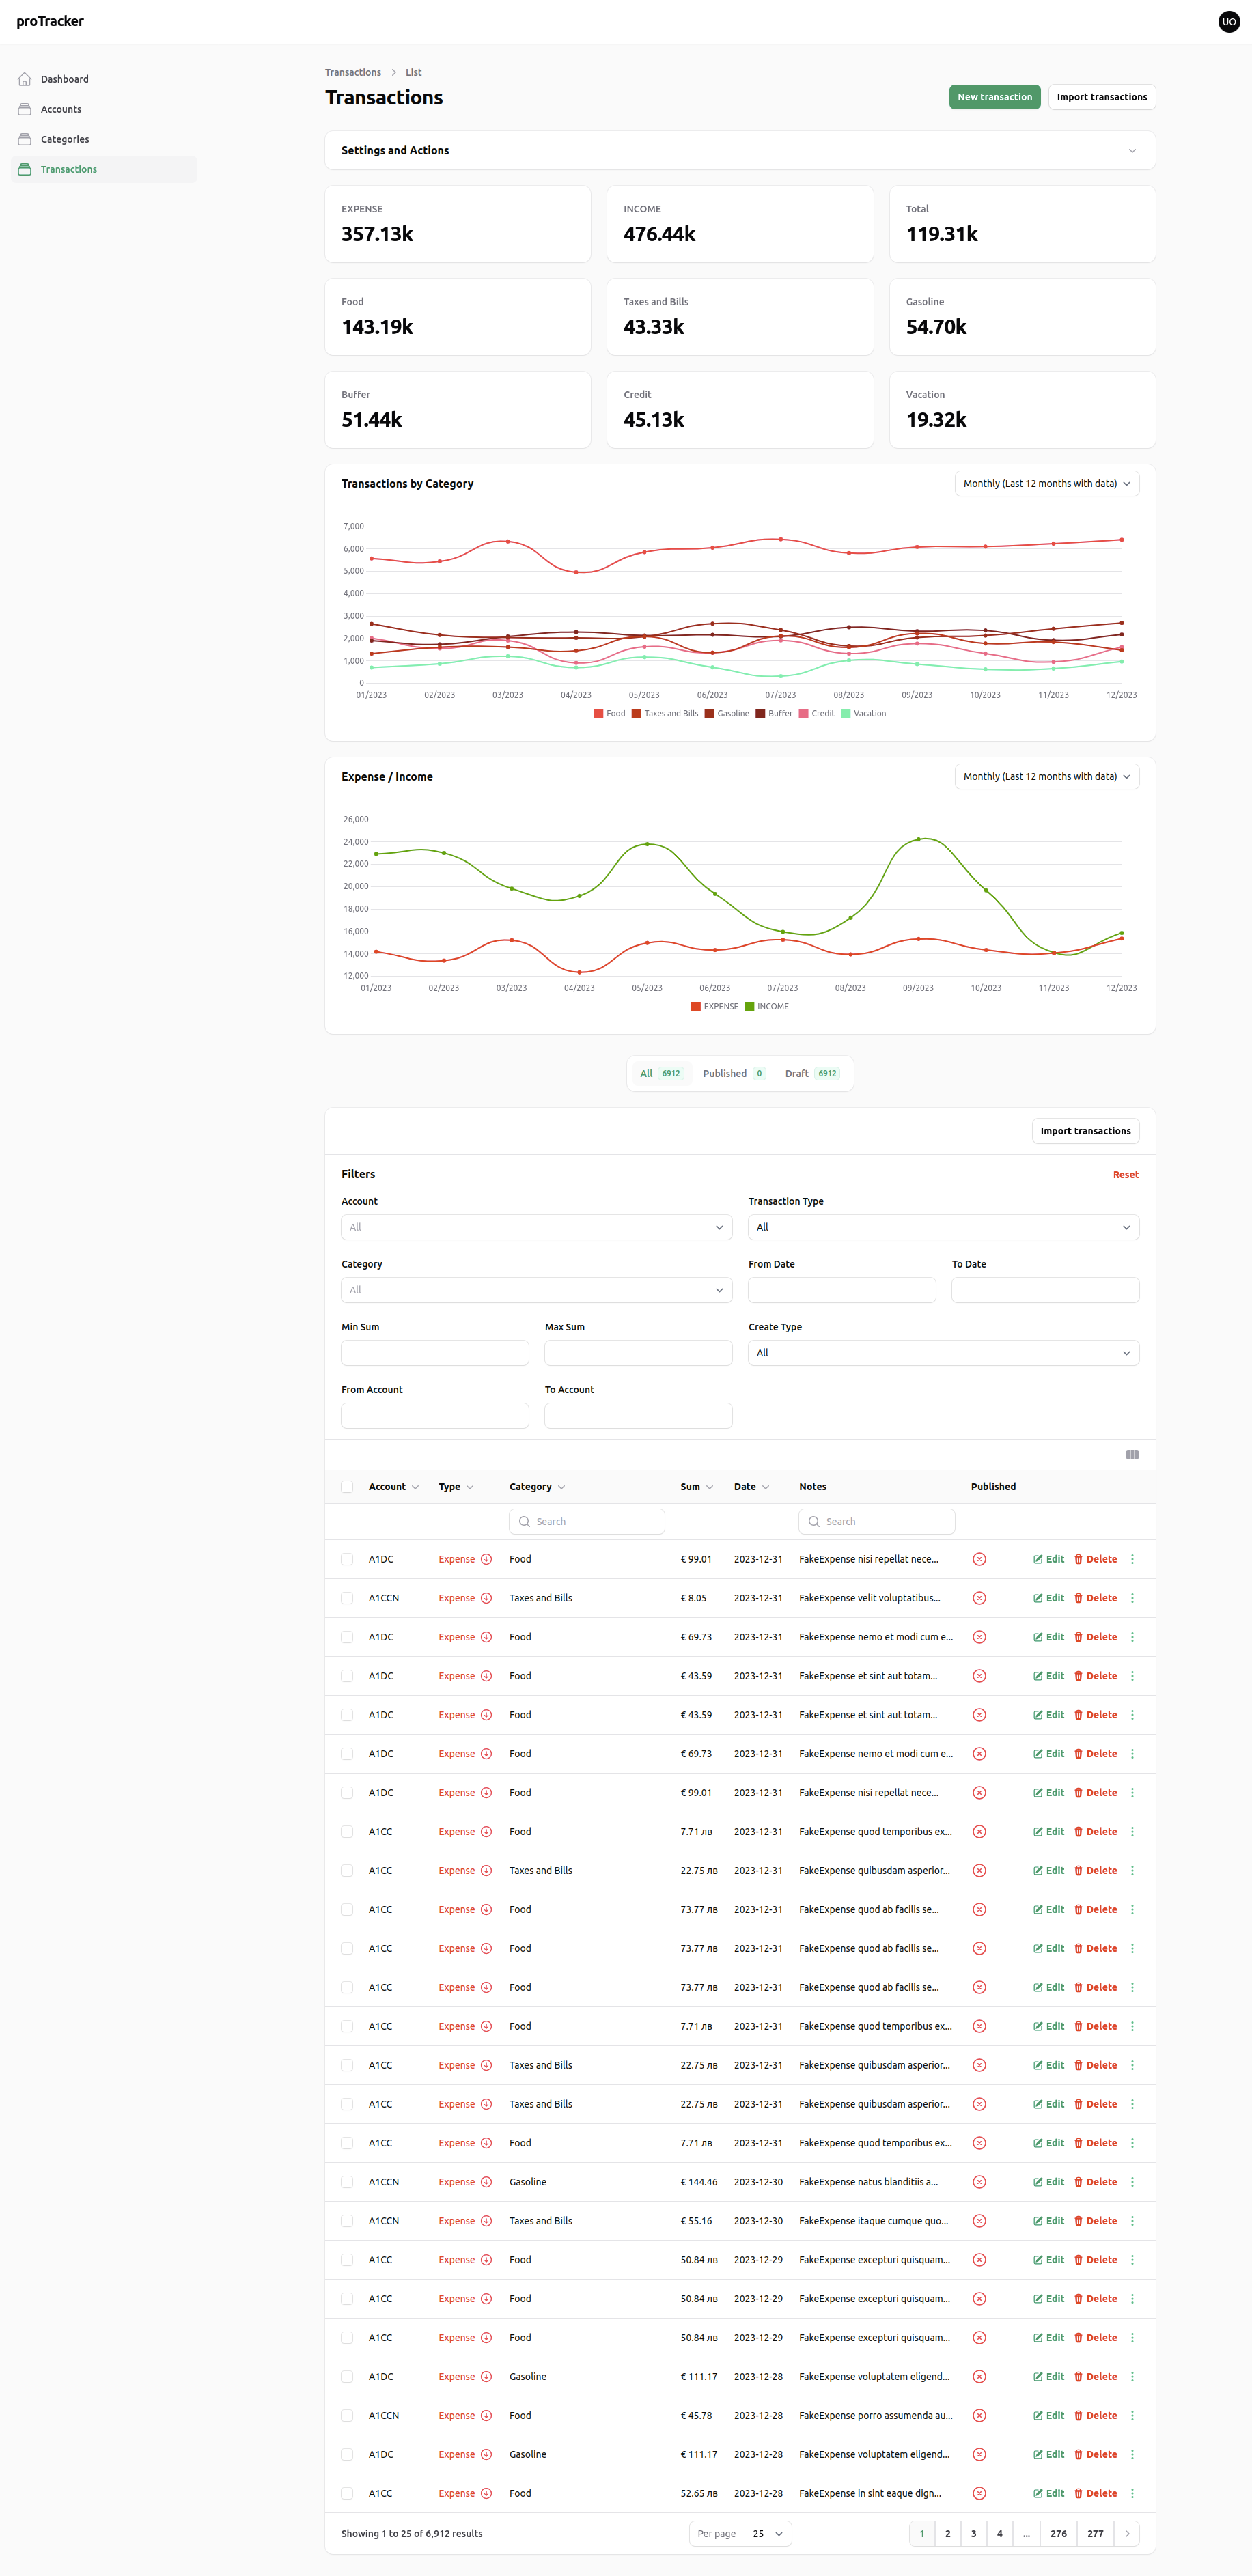 proTracker
UO
Dashboard
Accounts
Categories
Transactions
Transactions List
Transactions
New transaction Import transactions
Settings and Actions
EXPENSE INCOME Total
357.13k 476.44k 119.31k
Food Taxes and Bills Gasoline
143.19k 43.33k 54.70k
Buffer Credit Vacation
51.44k 45.13k 19.32k
Transactions by Category Monthly (Last 12 months with data)
7,000
6,000
5,000
4,000
3,000
2,000
1,000
0
01/2023 02/2023 03/2023 04/2023 05/2023 06/2023 07/2023 08/2023 09/2023 10/2023 11/2023 12/2023
Food Taxes and Bills Gasoline Buffer Credit Vacation
Expense / Income Monthly (Last 12 months with data)
26,000
24,000
22,000
20,000
18,000
16,000
14,000
12,000
01/2023 02/2023 03/2023 04/2023 05/2023 06/2023 07/2023 08/2023 09/2023 10/2023 11/2023 12/2023
EXPENSE INCOME
All 6912 Published 0 Draft 6912
Import transactions
Filters Reset
Account Transaction Type
All All
Category From Date To Date
All
Min Sum Max Sum Create Type
All
From Account To Account
Account Type Category Sum Date Notes Published
Search Search
A1DC Expense Food € 99.01 2023-12-31 FakeExpense nisi repellat nece... Edit Delete
A1CCN Expense Taxes and Bills € 8.05 2023-12-31 FakeExpense velit voluptatibus... Edit Delete
A1DC Expense Food € 69.73 2023-12-31 FakeExpense nemo et modi cum e... Edit Delete
A1DC Expense Food € 43.59 2023-12-31 FakeExpense et sint aut totam... Edit Delete
A1DC Expense Food € 43.59 2023-12-31 FakeExpense et sint aut totam... Edit Delete
A1DC Expense Food € 69.73 2023-12-31 FakeExpense nemo et modi cum e... Edit Delete
A1DC Expense Food € 99.01 2023-12-31 FakeExpense nisi repellat nece... Edit Delete
A1CC Expense Food 7.71 лв 2023-12-31 FakeExpense quod temporibus ex... Edit Delete
A1CC Expense Taxes and Bills 22.75 лв 2023-12-31 FakeExpense quibusdam asperior... Edit Delete
A1CC Expense Food 73.77 лв 2023-12-31 FakeExpense quod ab facilis se... Edit Delete
A1CC Expense Food 73.77 лв 2023-12-31 FakeExpense quod ab facilis se... Edit Delete
A1CC Expense Food 73.77 лв 2023-12-31 FakeExpense quod ab facilis se... Edit Delete
A1CC Expense Food 7.71 лв 2023-12-31 FakeExpense quod temporibus ex... Edit Delete
A1CC Expense Taxes and Bills 22.75 лв 2023-12-31 FakeExpense quibusdam asperior... Edit Delete
A1CC Expense Taxes and Bills 22.75 лв 2023-12-31 FakeExpense quibusdam asperior... Edit Delete
A1CC Expense Food 7.71 лв 2023-12-31 FakeExpense quod temporibus ex... Edit Delete
A1CCN Expense Gasoline € 144.46 2023-12-30 FakeExpense natus blanditiis a... Edit Delete
A1CCN Expense Taxes and Bills € 55.16 2023-12-30 FakeExpense itaque cumque quo... Edit Delete
A1CC Expense Food 50.84 лв 2023-12-29 FakeExpense excepturi quisquam... Edit Delete
A1CC Expense Food 50.84 лв 2023-12-29 FakeExpense excepturi quisquam... Edit Delete
A1CC Expense Food 50.84 лв 2023-12-29 FakeExpense excepturi quisquam... Edit Delete
A1DC Expense Gasoline € 111.17 2023-12-28 FakeExpense voluptatem eligend... Edit Delete
A1CCN Expense Food € 45.78 2023-12-28 FakeExpense porro assumenda au... Edit Delete
A1DC Expense Gasoline € 111.17 2023-12-28 FakeExpense voluptatem eligend... Edit Delete
A1CC Expense Food 52.65 лв 2023-12-28 FakeExpense in sint eaque dign... Edit Delete
Showing 1 to 25 of 6,912 results Per page 25 1 2 3 4 ... 276 277